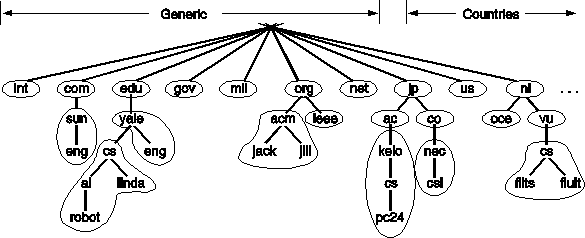 Generic Countries
int com edu gov mil org net jp us nl ...
sun yale acm ieee ac co oce vu
eng cs eng jack jill keio nec cs
ai linda cs csl flits fluit
robot pc24